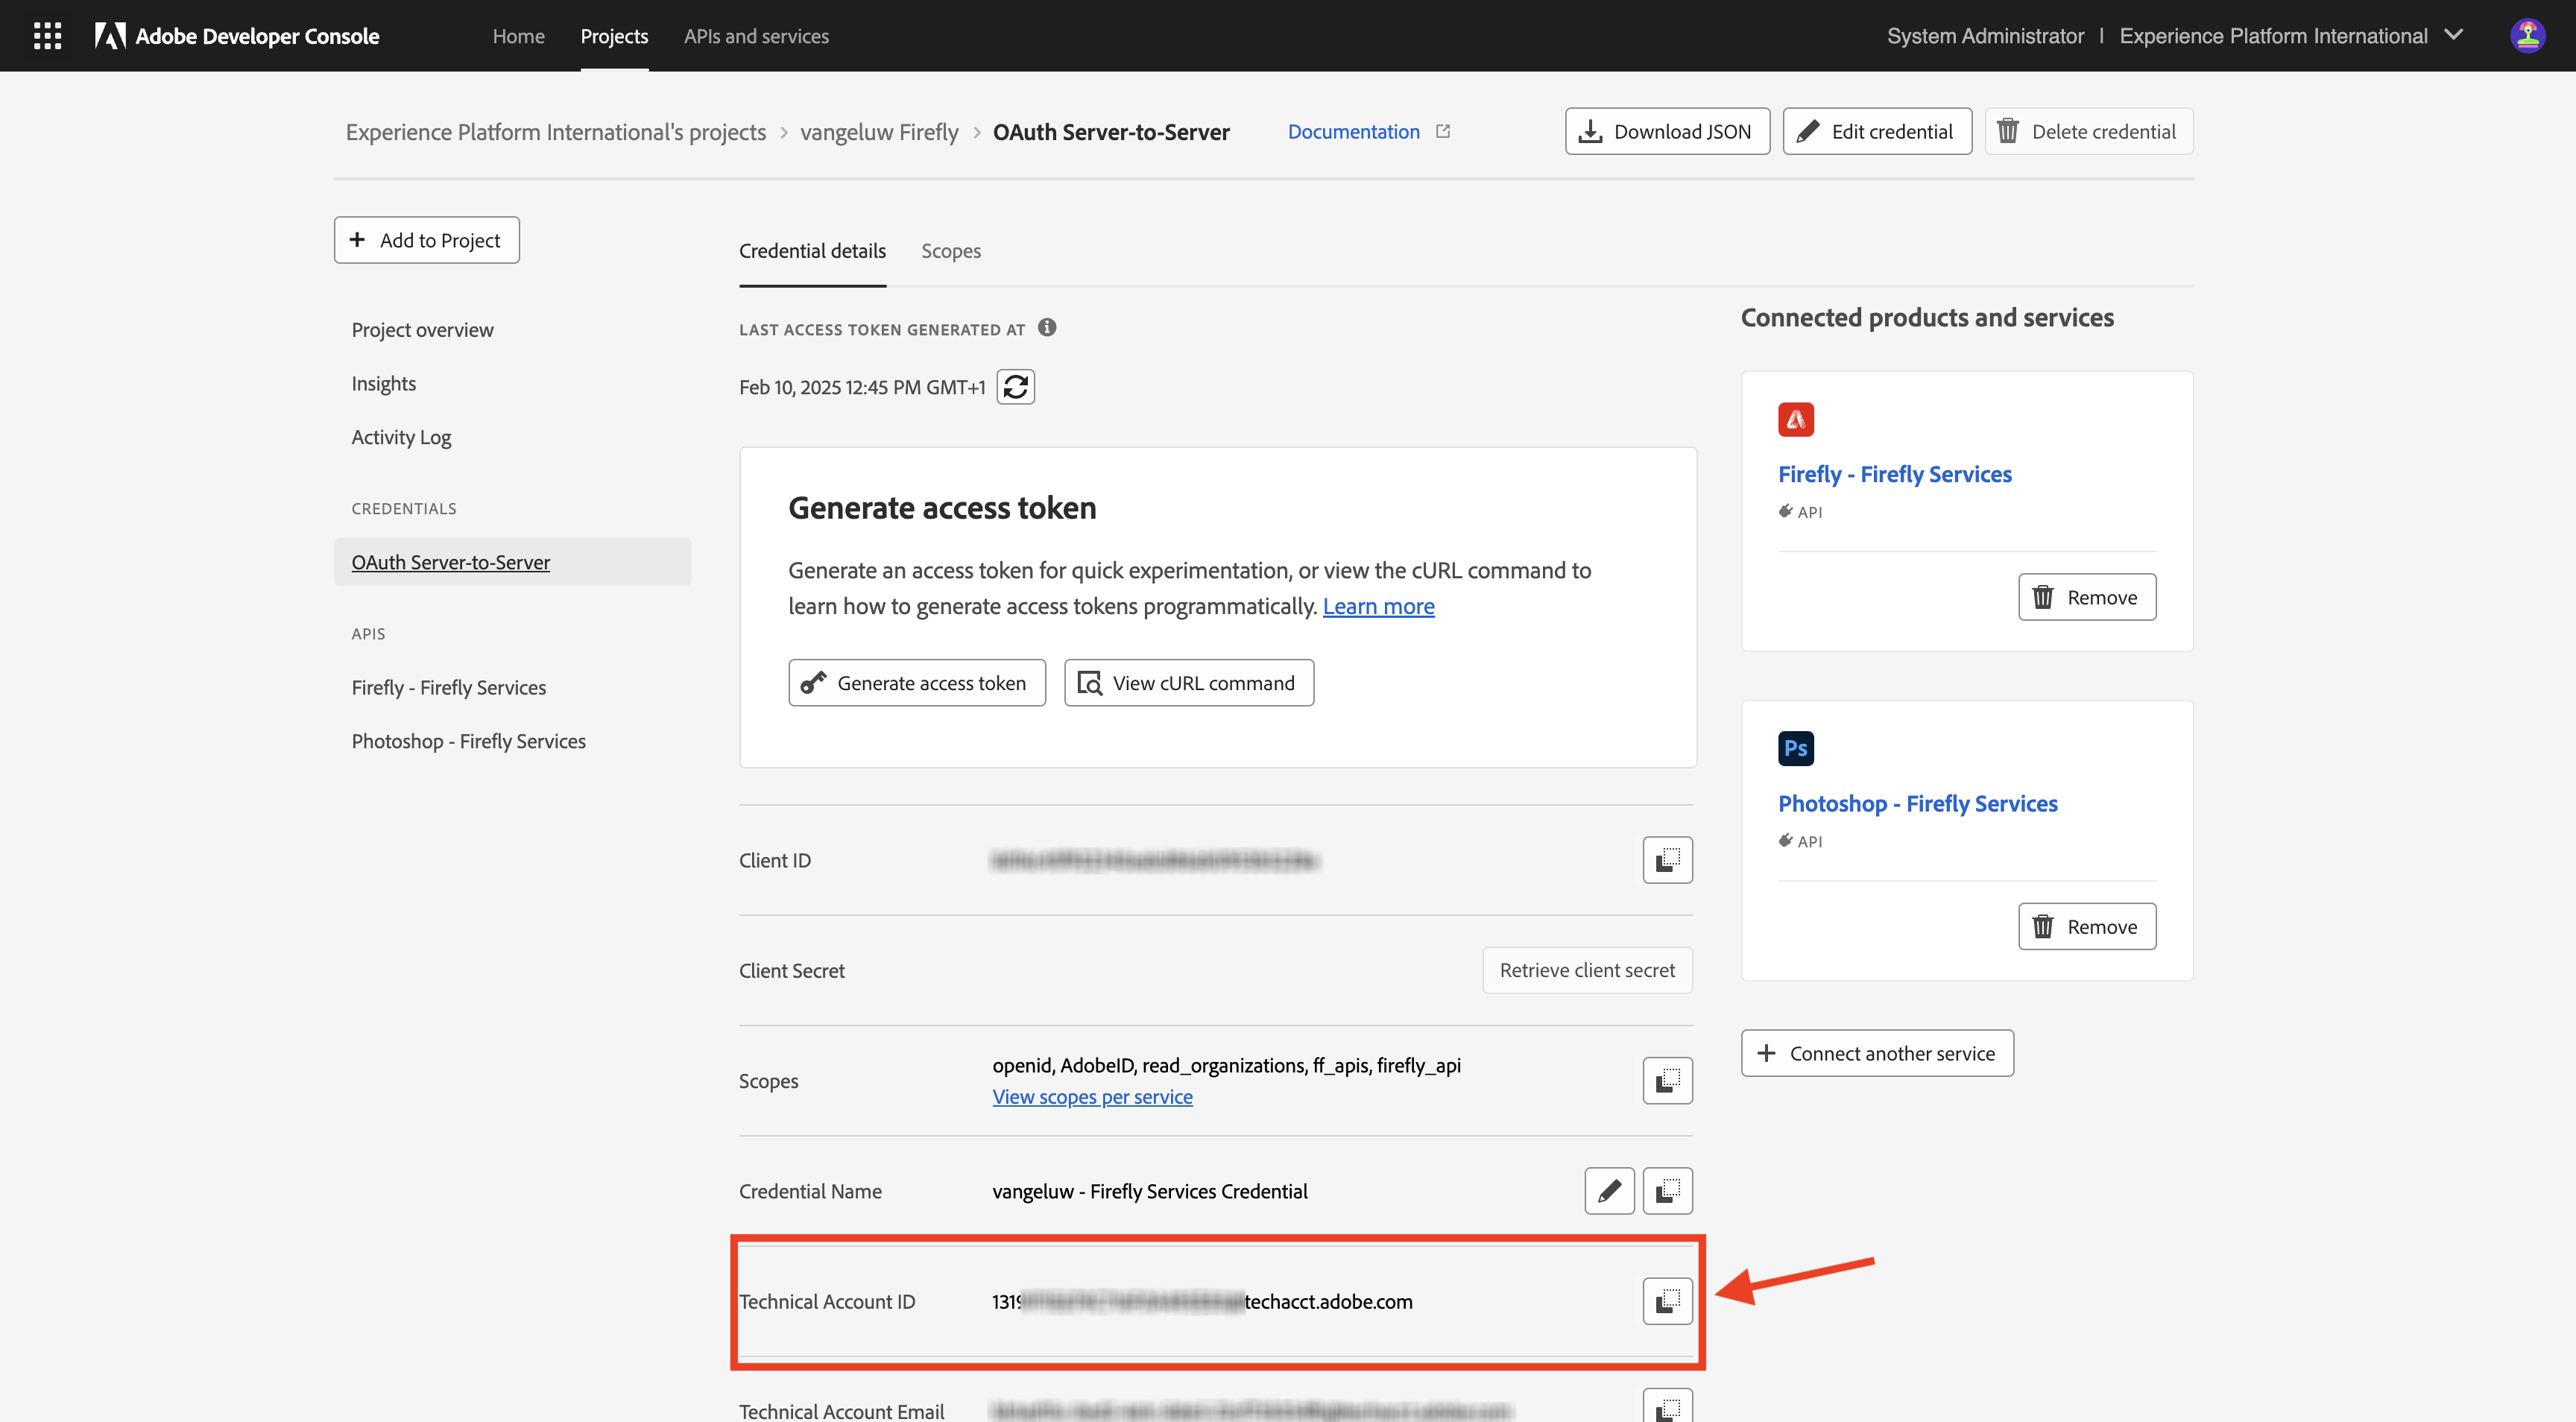 Adobe Developer Console
Home
Projects
APIs and services
System Administrator | Experience Platform International
Experience Platform International's projects > vangeluw Firefly > OAuth Server-to-Server
Documentation
Download JSON
Edit credential
Delete credential
+ Add to Project
Project overview
Insights
Activity Log
CREDENTIALS
OAuth Server-to-Server
APIS
Firefly - Firefly Services
Photoshop - Firefly Services
Credential details
Scopes
LAST ACCESS TOKEN GENERATED AT
Feb 10, 2025 12:45 PM GMT+1
Generate access token
Generate an access token for quick experimentation, or view the cURL command to
learn how to generate access tokens programmatically. Learn more
Generate access token
View cURL command
Client ID
Client Secret
Retrieve client secret
Scopes
openid, AdobeID, read_organizations, ff_apis, firefly_api
View scopes per service
Credential Name
vangeluw - Firefly Services Credential
Technical Account ID
techacct.adobe.com
Technical Account Email
Connected products and services
Firefly - Firefly Services
API
Remove
Ps
Photoshop - Firefly Services
API
Remove
+ Connect another service